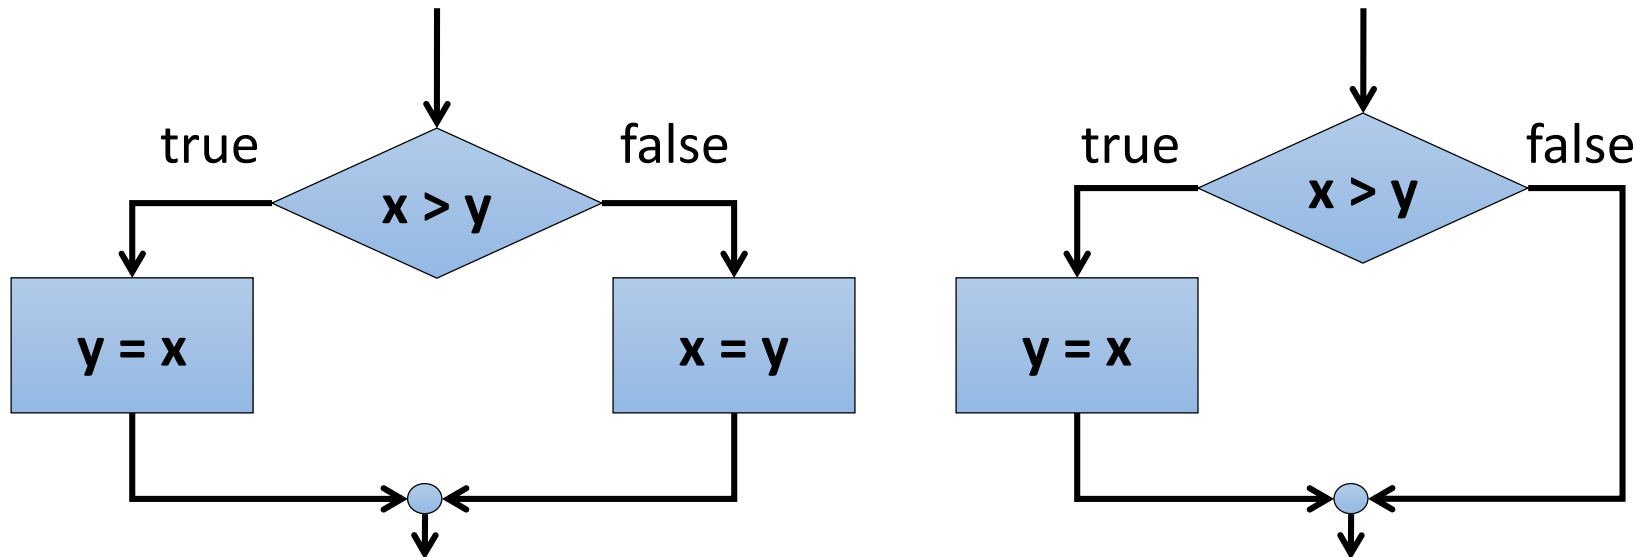 true
false
x > y
y = x
x = y
true
false
x > y
y = x